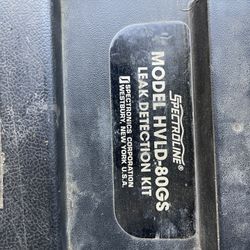 SPECTROLINE®
MODEL HVLD-80GS
LEAK DETECTION KIT
SPECTRONICS CORPORATION
WESTBURY, NEW YORK U.S.A.